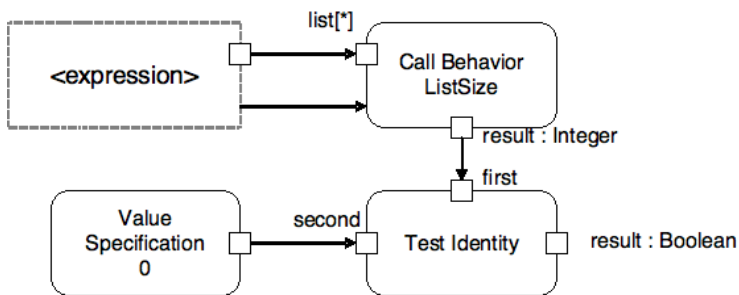 list[*]
<expression>
Call Behavior
ListSize
result : Integer
first
Value
Specification
0
second
Test Identity
result : Boolean